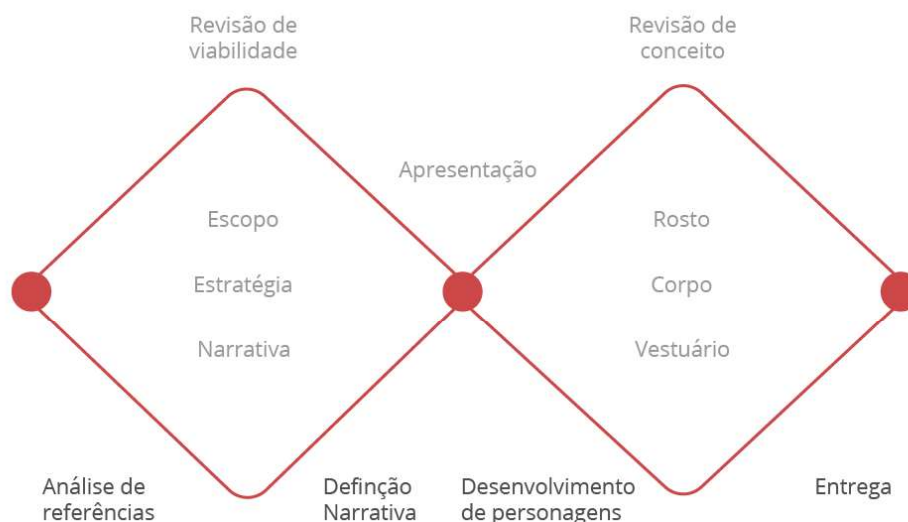 Revisão de
viabilidade
Revisão de
conceito
Apresentação
Escopo
Estratégia
Narrativa
Rosto
Corpo
Vestuário
Análise de
referências
Definção
Narrativa
Desenvolvimento
de personagens
Entrega